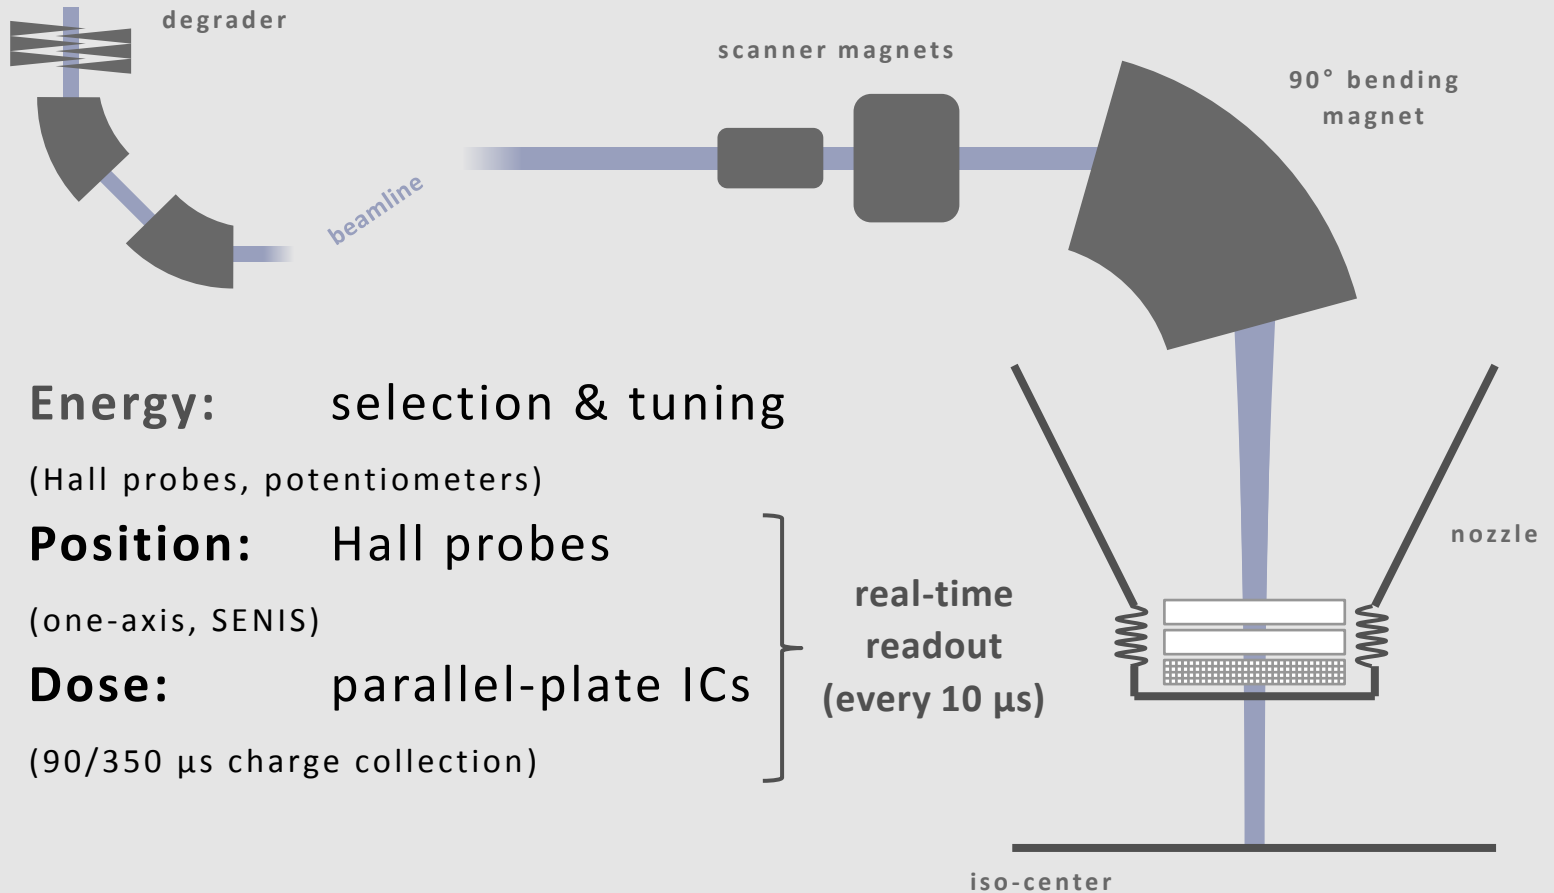 degrader
scanner magnets
90° bending
magnet
beamline
Energy: selection & tuning
(Hall probes, potentiometers)
Position: Hall probes
(one-axis, SENIS)
Dose: parallel-plate ICs
(90/350 µs charge collection)
real-time
readout
(every 10 µs)
nozzle
iso-center